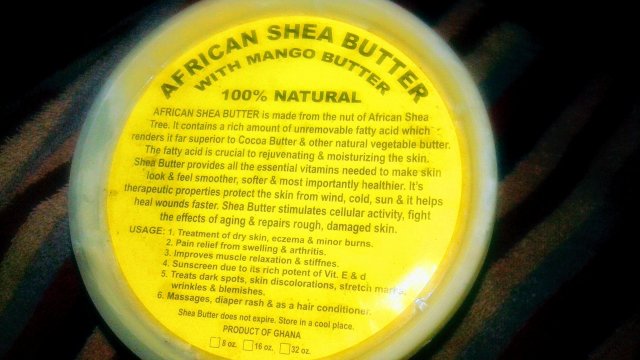 AFRICAN SHEA BUTTER
WITH MANGO BUTTER
100% NATURAL
AFRICAN SHEA BUTTER is made from the nut of African Shea
Tree. It contains a rich amount of unremovable fatty acid which
renders it far superior to Cocoa Butter & other natural vegetable butter.
The fatty acid is crucial to rejuvenating & moisturizing the skin.
Shea Butter provides all the essential vitamins needed to make skin
look & feel smoother, softer & most importantly healthier. It's
therapeutic properties protect the skin from wind, cold, sun & it helps
heal wounds faster. Shea Butter stimulates cellular activity, fight
the effects of aging & repairs rough, damaged skin.
USAGE: 1. Treatment of dry skin, eczema & minor burns.
2. Pain relief from swelling & arthritis.
3. Improves muscle relaxation & stiffnes.
4. Sunscreen due to its rich potent of Vit. E & d
5. Treats dark spots, skin discolorations, stretch marks,
wrinkles & blemishes.
6. Massages, diaper rash & as a hair conditioner.
Shea Butter does not expire. Store in a cool place.
PRODUCT OF GHANA
8 oz. 16 oz. 32 oz.